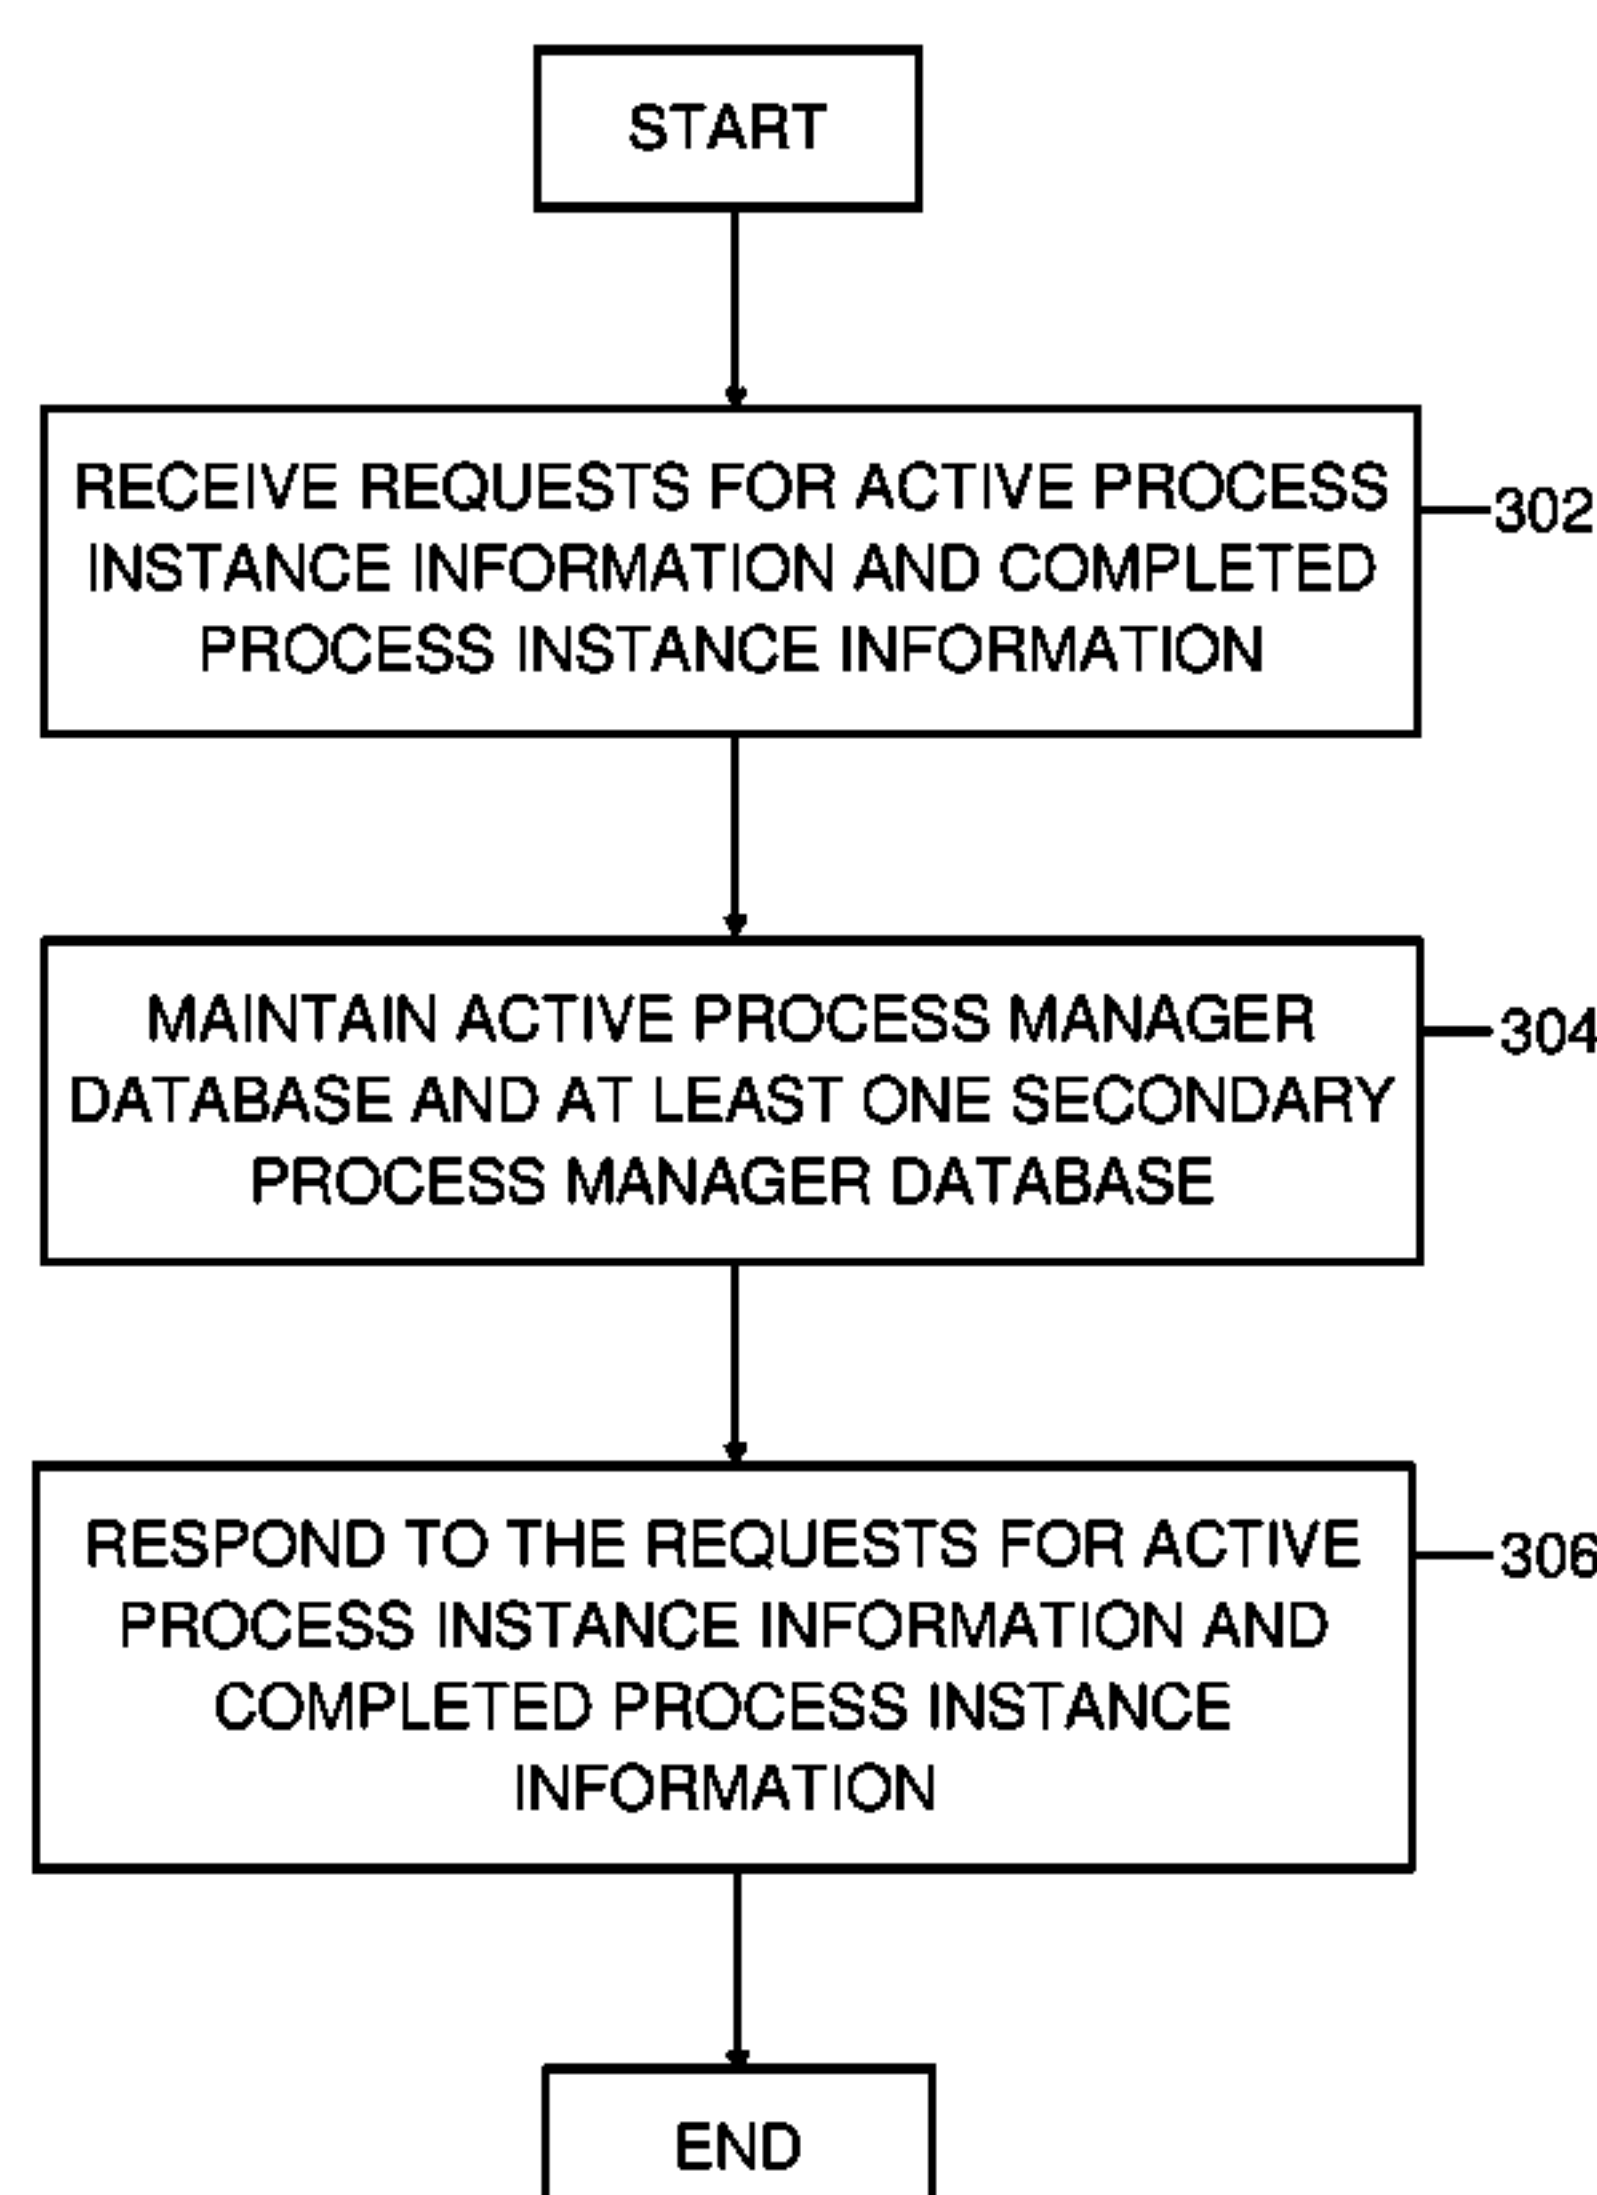 START
RECEIVE REQUESTS FOR ACTIVE PROCESS
INSTANCE INFORMATION AND COMPLETED
PROCESS INSTANCE INFORMATION
302
MAINTAIN ACTIVE PROCESS MANAGER
DATABASE AND AT LEAST ONE SECONDARY
PROCESS MANAGER DATABASE
304
RESPOND TO THE REQUESTS FOR ACTIVE
PROCESS INSTANCE INFORMATION AND
COMPLETED PROCESS INSTANCE
INFORMATION
306
END